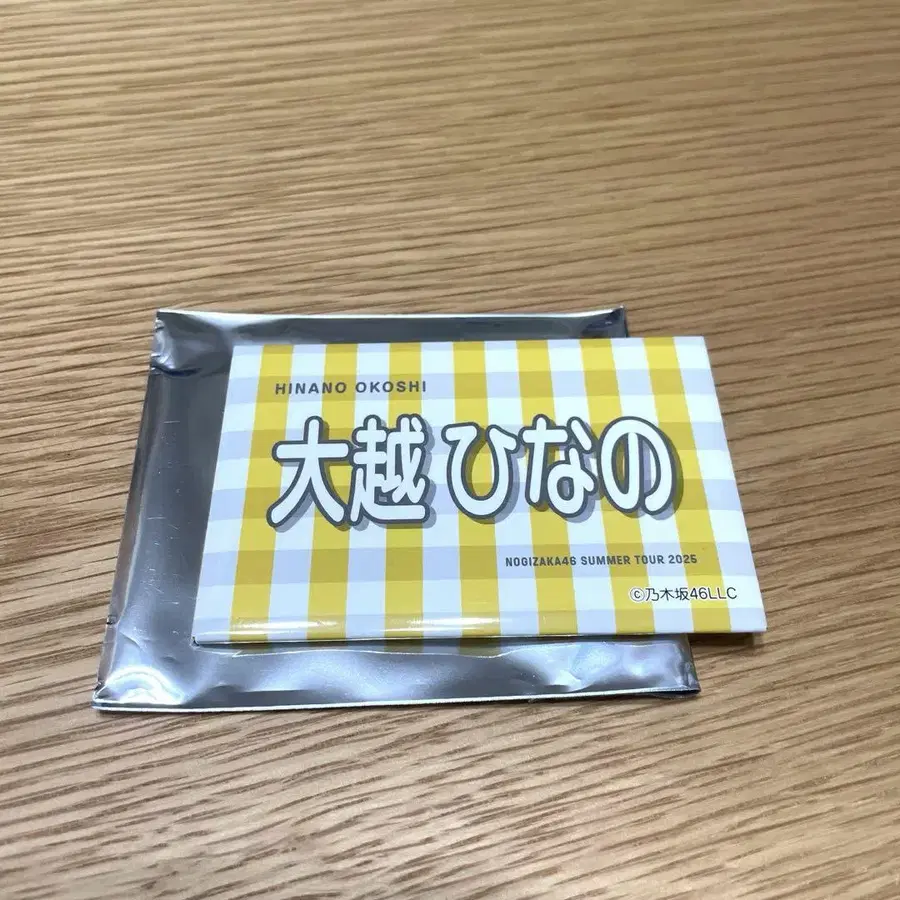 HINANO OKOSHI
大越ひなの
NOGIZAKA46 SUMMER TOUR 2025
©乃木坂46LLC